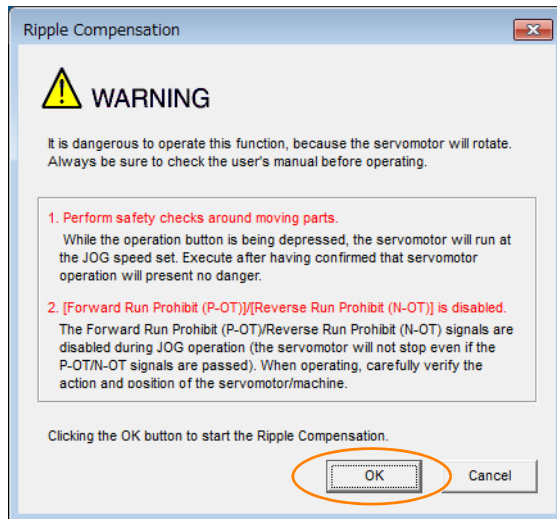 Ripple Compensation
WARNING
It is dangerous to operate this function, because the servomotor will rotate.
Always be sure to check the user's manual before operating.
1. Perform safety checks around moving parts.
While the operation button is being depressed, the servomotor will run at
the JOG speed set. Execute after having confirmed that servomotor
operation will present no danger.
2. [Forward Run Prohibit (P-OT)]/[Reverse Run Prohibit (N-OT)] is disabled.
The Forward Run Prohibit (P-OT)/Reverse Run Prohibit (N-OT) signals are
disabled during JOG operation (the servomotor will not stop even if the
P-OT/N-OT signals are passed). When operating, carefully verify the
action and position of the servomotor/machine.
Clicking the OK button to start the Ripple Compensation.
OK
Cancel